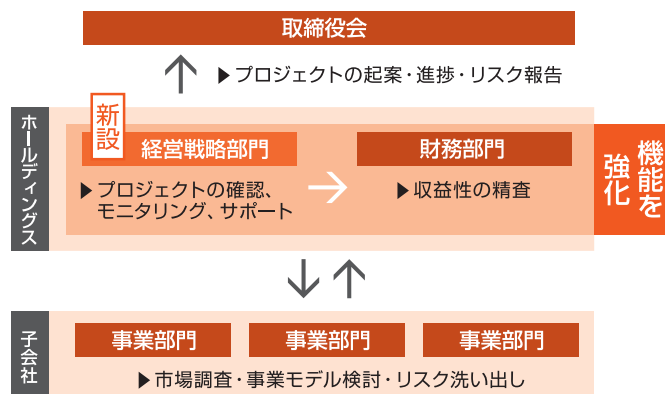 取締役会
▶プロジェクトの起案・進捗・リスク報告
ホールディングス
新設
経営戦略部門
▶プロジェクトの確認、
モニタリング、サポート
財務部門
▶収益性の精査
機能を
強化
子会社
事業部門
事業部門
事業部門
▶市場調査・事業モデル検討・リスク洗い出し